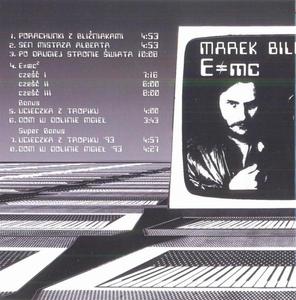 1. PORACHUNKI Z BLIŹNIAKAMI 4:53
2. SEN MISTRZA ALBERTA 4:53
3. PO DRUGIEJ STRONIE ŚWIATA 10:08
4. E≠mc²
część I 7:16
część II 6:00
część III 8:00
Bonus
5. UCIECZKA Z TROPIKU 4:00
6. DOM W DOLINIE MGIEŁ 3:43
Super Bonus
7. UCIECZKA Z TROPIKU '93 4:57
8. DOM W DOLINIE MGIEŁ '93 4:27
MAREK BIL
E≠mc